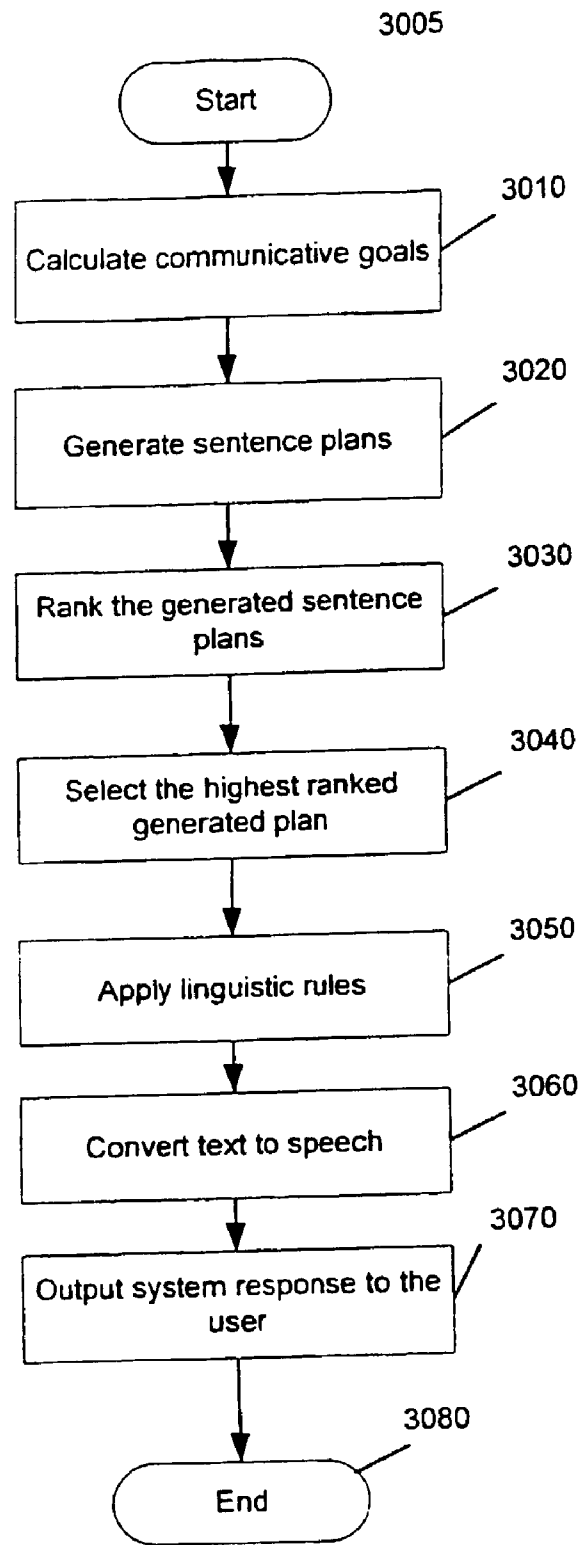 3005
Start
3010
Calculate communicative goals
3020
Generate sentence plans
3030
Rank the generated sentence
plans
3040
Select the highest ranked
generated plan
3050
Apply linguistic rules
3060
Convert text to speech
3070
Output system response to the
user
3080
End